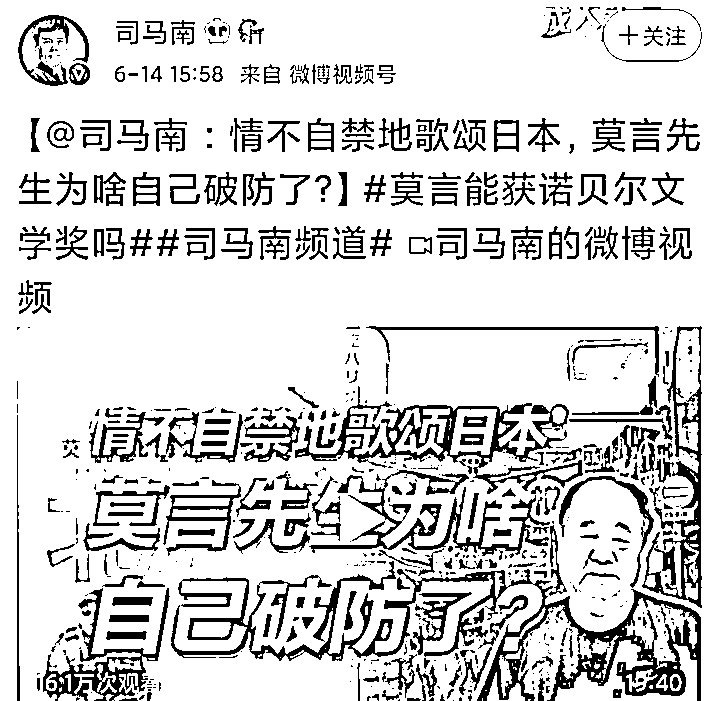 司马南
+关注
6-14 15:58 来自 微博视频号
【@司马南：情不自禁地歌颂日本，莫言先
生为啥自己破防了?】#莫言能获诺贝尔文
学奖吗##司马南频道# 司马南的微博视
频
情不自禁地歌颂日本
莫言先生为啥
自己破防了?
61万次观看
19:40